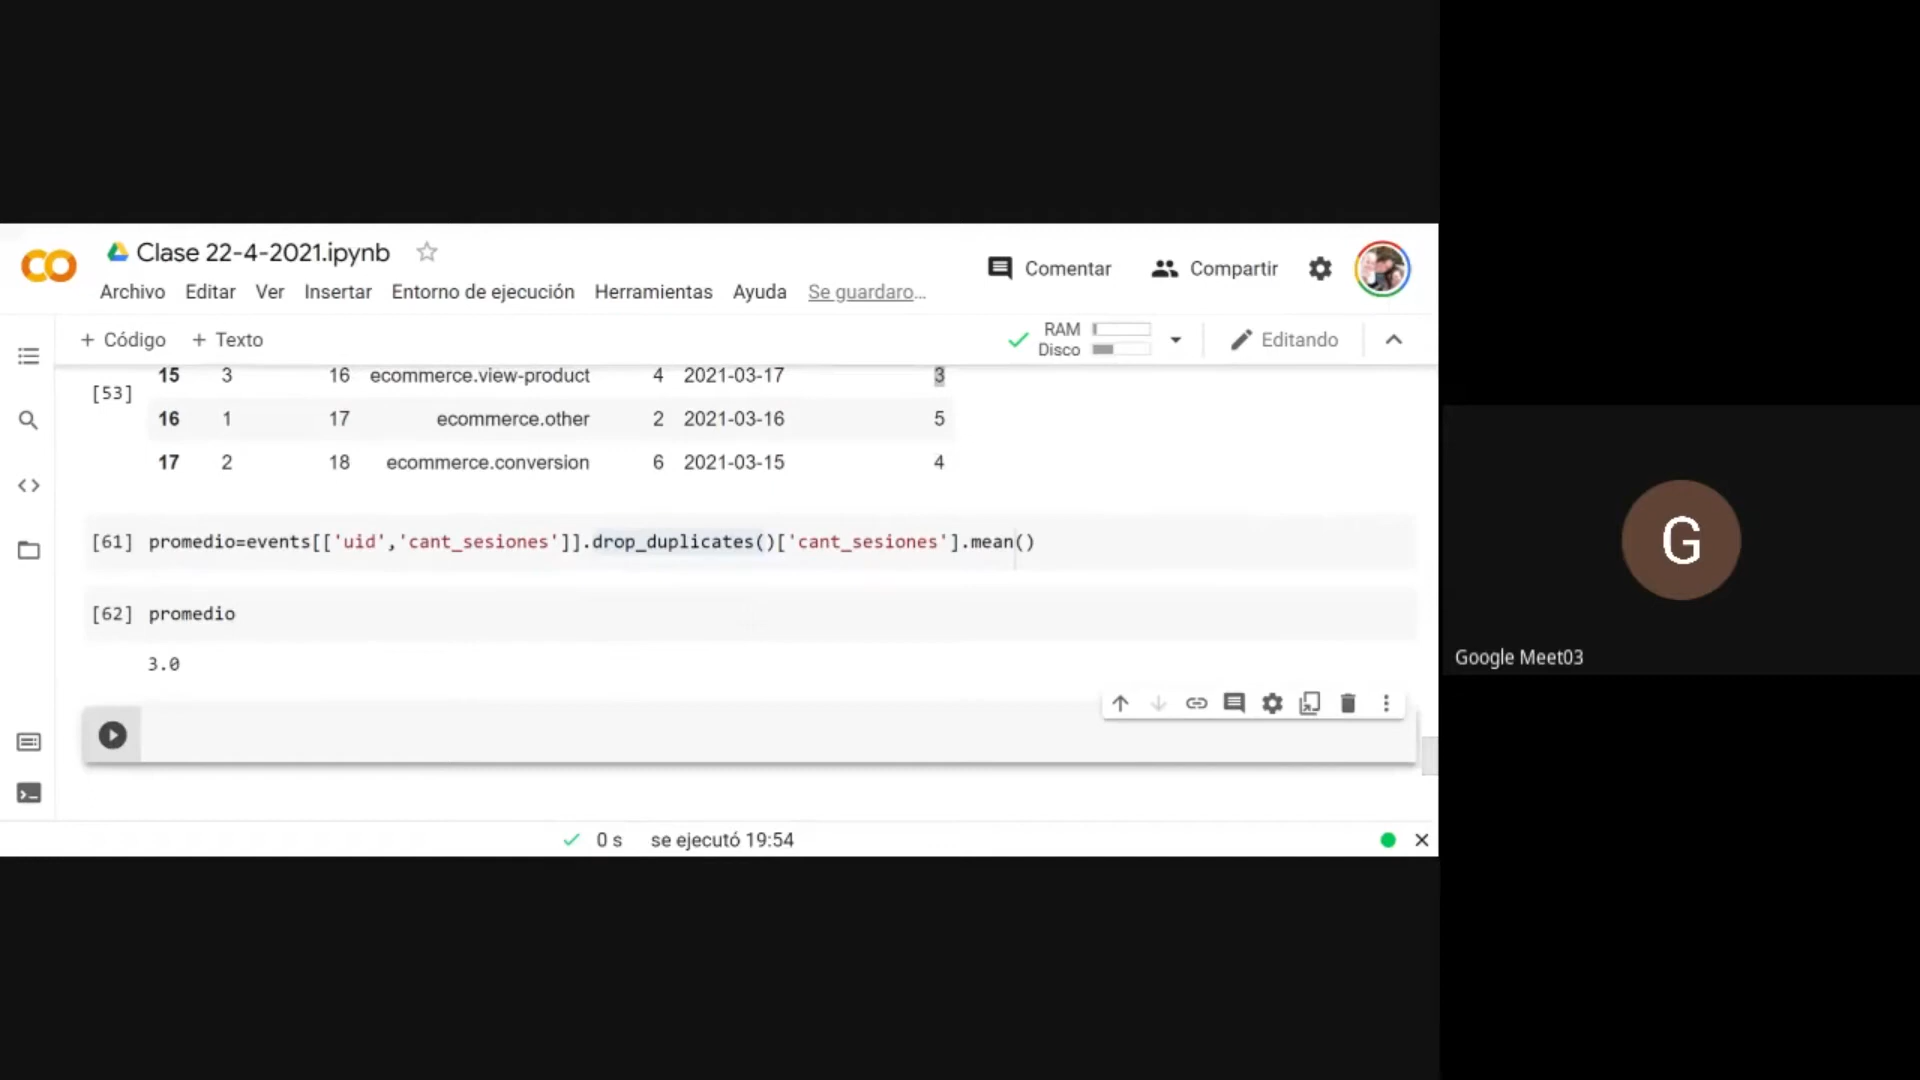 Clase 22-4-2021.ipynb
Comentar Compartir
Archivo Editar Ver Insertar Entorno de ejecución Herramientas Ayuda Se guardaro…
+ Código + Texto
RAM
Disco
Editando
[53]
15 3 16 ecommerce.view-product 4 2021-03-17 3
16 1 17 ecommerce.other 2 2021-03-16 5
17 2 18 ecommerce.conversion 6 2021-03-15 4
[61] promedio=events[['uid','cant_sesiones']].drop_duplicates()['cant_sesiones'].mean()
[62] promedio
3.0
0 s se ejecutó 19:54
G
Google Meet03